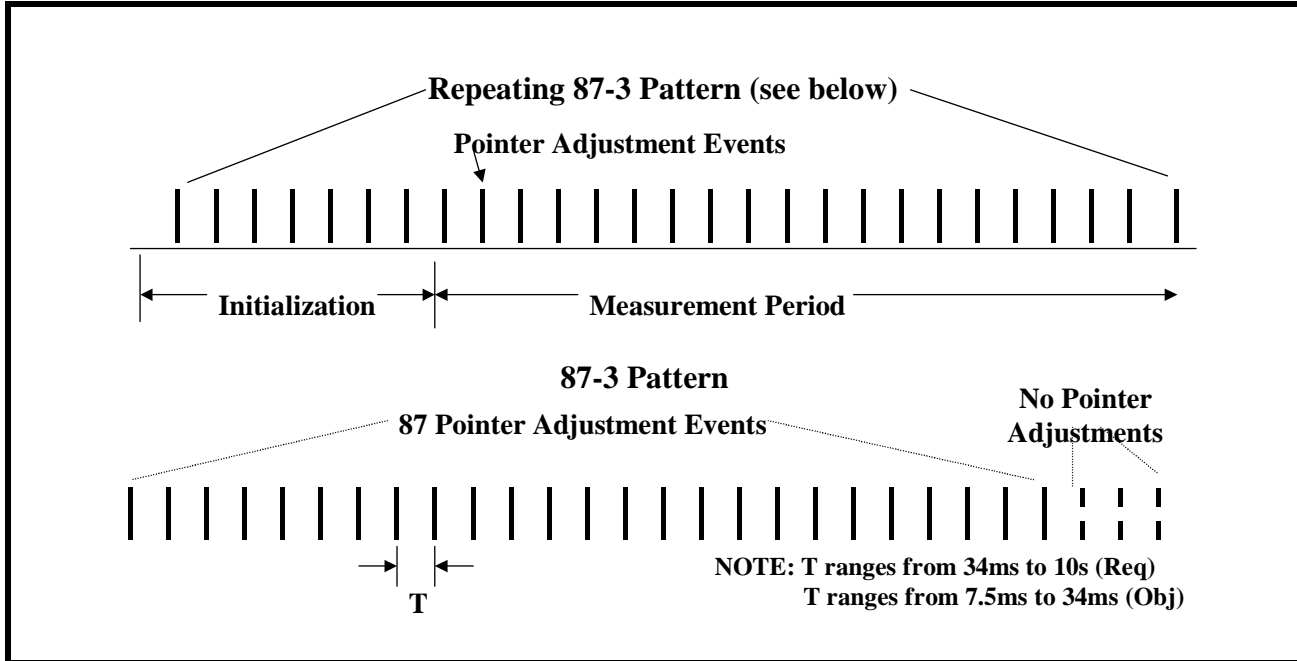 Repeating 87-3 Pattern (see below)
Pointer Adjustment Events
Initialization
Measurement Period
87-3 Pattern
87 Pointer Adjustment Events
No Pointer
Adjustments
T
NOTE: T ranges from 34ms to 10s (Req)
T ranges from 7.5ms to 34ms (Obj)